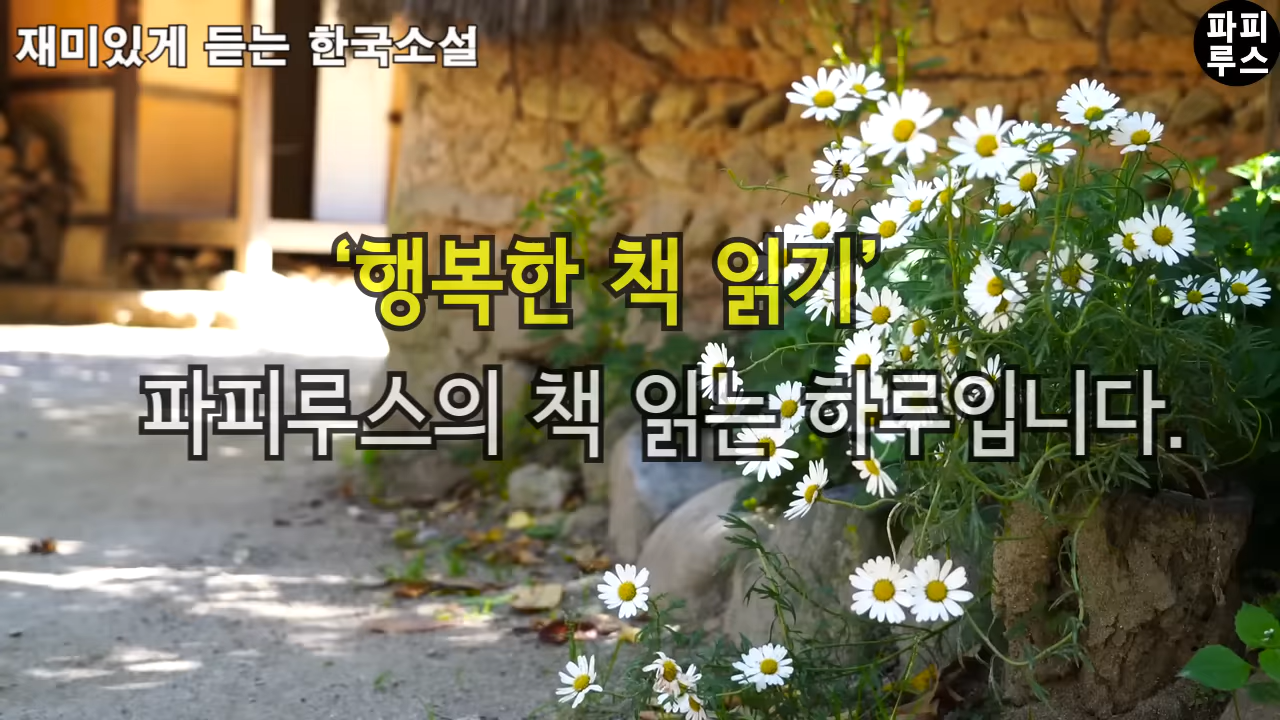 재미있게 듣는 한국소설
파피
루스
‘행복한 책 읽기’
파피루스의 책 읽는 하루입니다.